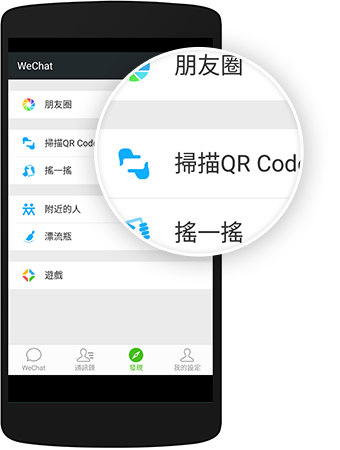 WeChat
朋友圈
掃描QR Code
搖一搖
附近的人
漂流瓶
遊戲
WeChat
通訊錄
發現
我的設定
朋友圈
掃描QR Code
搖一搖